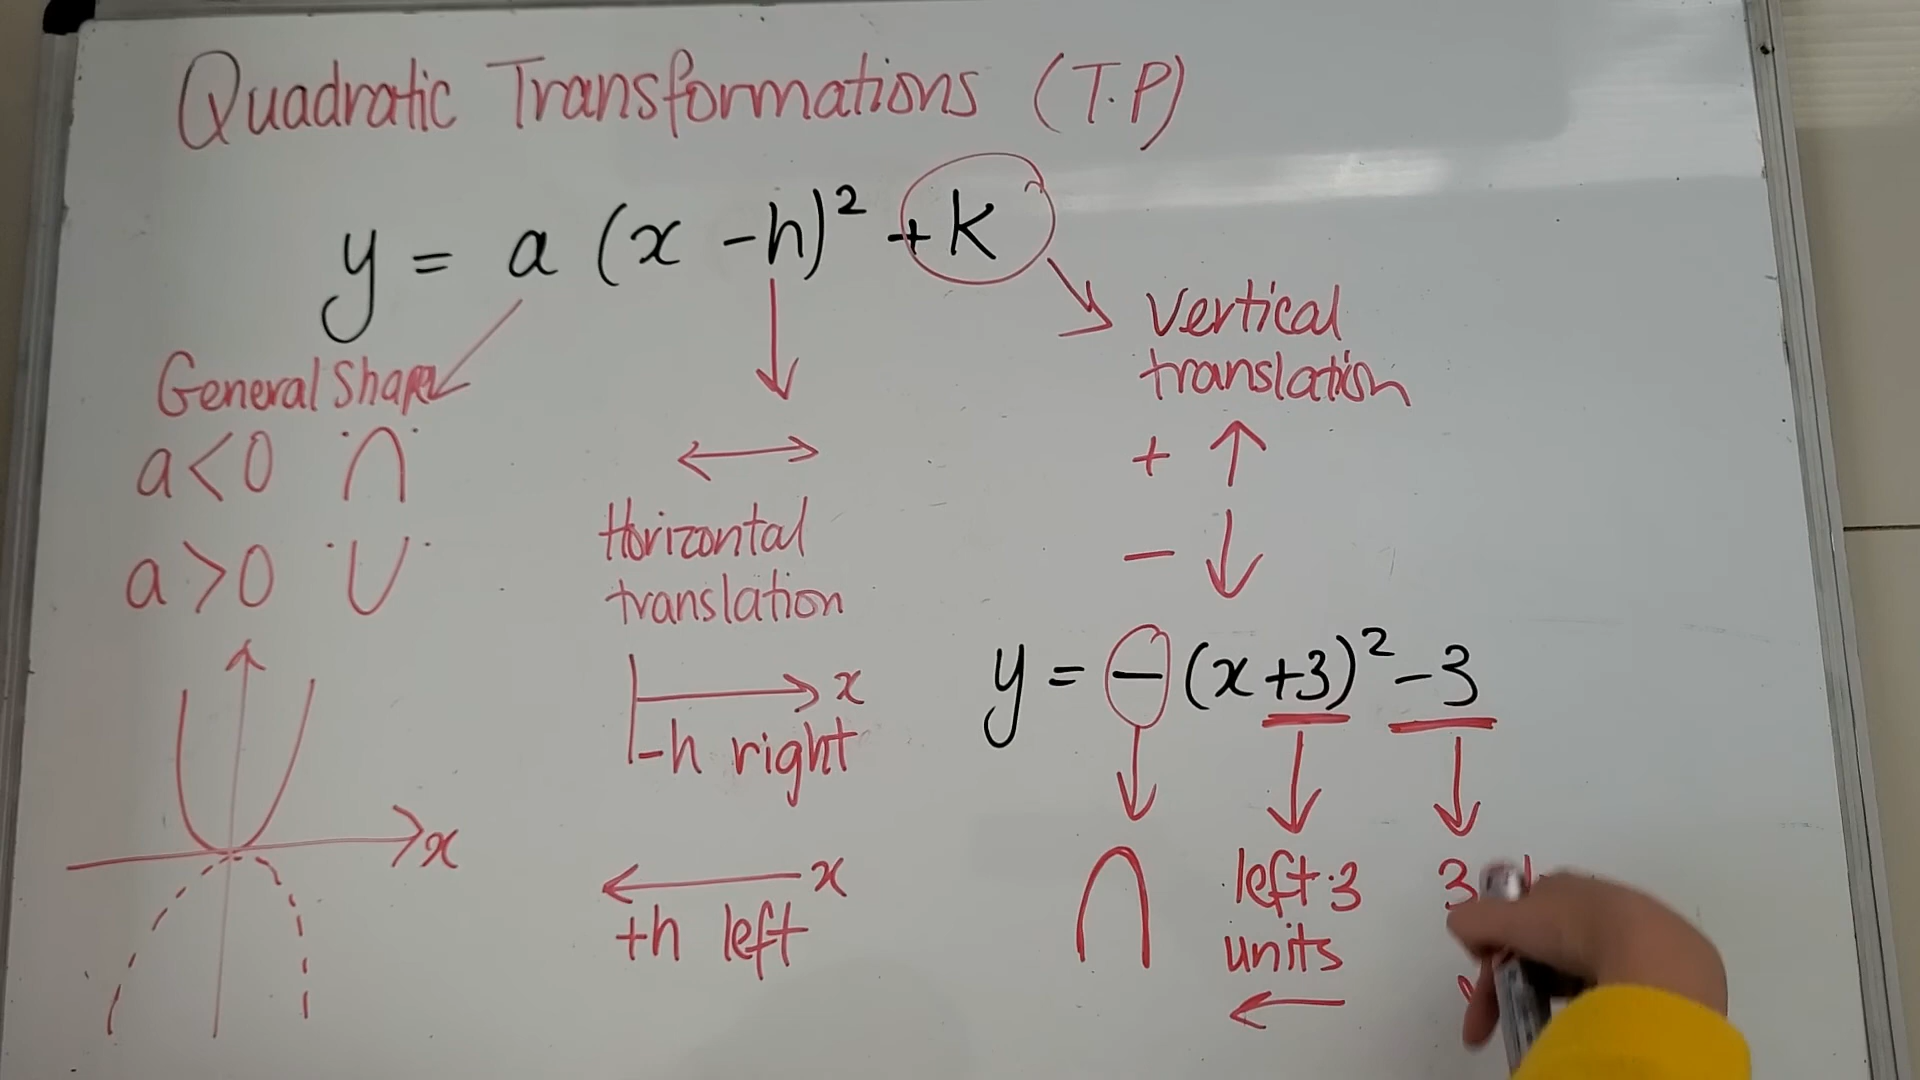 Quadratic Transformations (T.P)
y = a (x - h)² + k
Vertical
translation
General Shape
a < 0
+
a > 0
-
Horizontal
translation
y = - (x + 3)² - 3
x
-h right
x
left 3
units
3
x
+h left